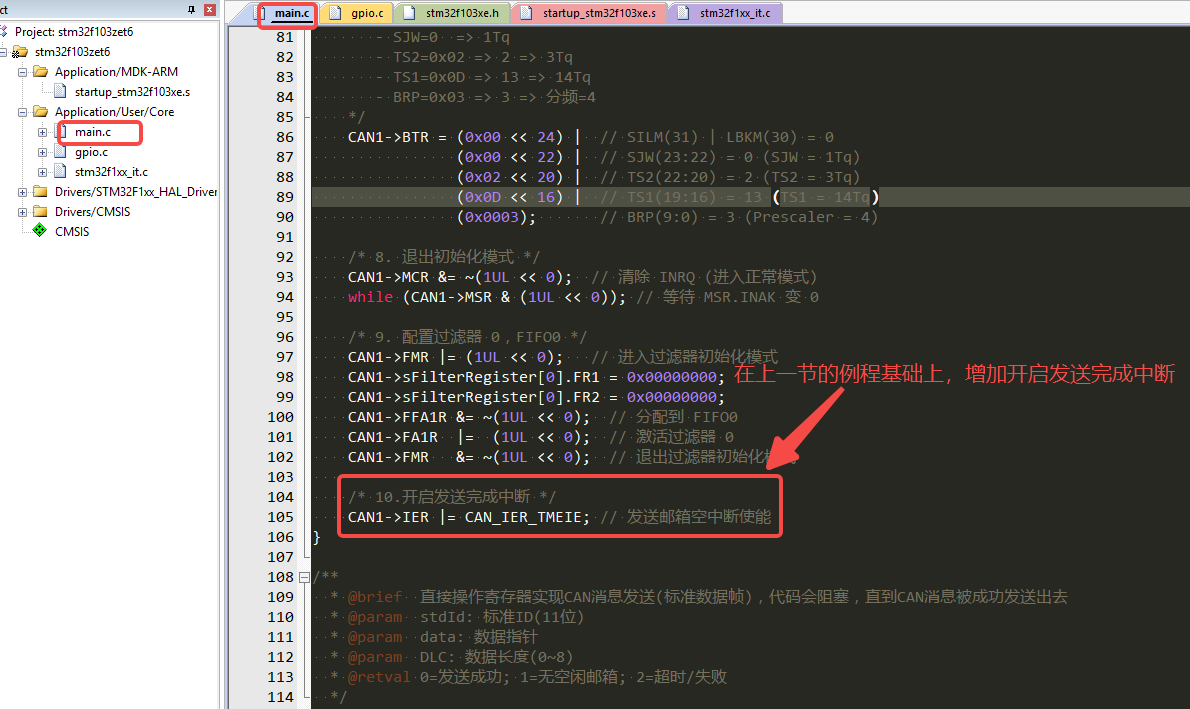 ct
Project: stm32f103zet6
stm32f103zet6
Application/MDK-ARM
startup_stm32f103xe.s
Application/User/Core
main.c
gpio.c
stm32f1xx_it.c
Drivers/STM32F1xx_HAL_Driver
Drivers/CMSIS
CMSIS
main.c gpio.c stm32f103xe.h startup_stm32f103xe.s stm32f1xx_it.c
81 - SJW=0 => 1Tq
82 - TS2=0x02 => 2 => 3Tq
83 - TS1=0x0D => 13 => 14Tq
84 - BRP=0x03 => 3 => 分频=4
85 */
86 CAN1->BTR = (0x00 << 24) | // SILM(31) | LBKM(30) = 0
87 (0x00 << 22) | // SJW(23:22) = 0 (SJW = 1Tq)
88 (0x02 << 20) | // TS2(22:20) = 2 (TS2 = 3Tq)
89 (0x0D << 16) | // TS1(19:16) = 13 (TS1 = 14Tq)
90 (0x0003); // BRP(9:0) = 3 (Prescaler = 4)
91
92 /* 8. 退出初始化模式 */
93 CAN1->MCR &= ~(1UL << 0); // 清除 INRQ (进入正常模式)
94 while (CAN1->MSR & (1UL << 0)); // 等待 MSR.INAK 变 0
95
96 /* 9. 配置过滤器 0，FIFO0 */
97 CAN1->FMR |= (1UL << 0); // 进入过滤器初始化模式
98 CAN1->sFilterRegister[0].FR1 = 0x00000000; 在上一节的例程基础上，增加开启发送完成中断
99 CAN1->sFilterRegister[0].FR2 = 0x00000000;
100 CAN1->FFA1R &= ~(1UL << 0); // 分配到 FIFO0
101 CAN1->FA1R |= (1UL << 0); // 激活过滤器 0
102 CAN1->FMR &= ~(1UL << 0); // 退出过滤器初始化
103
104 /* 10.开启发送完成中断 */
105 CAN1->IER |= CAN_IER_TMEIE; // 发送邮箱空中断使能
106 }
107
108 /**
109 * @brief 直接操作寄存器实现CAN消息发送(标准数据帧)，代码会阻塞，直到CAN消息被成功发送出去
110 * @param stdId: 标准ID(11位)
111 * @param data: 数据指针
112 * @param DLC: 数据长度(0~8)
113 * @retval 0=发送成功; 1=无空闲邮箱; 2=超时/失败
114 */